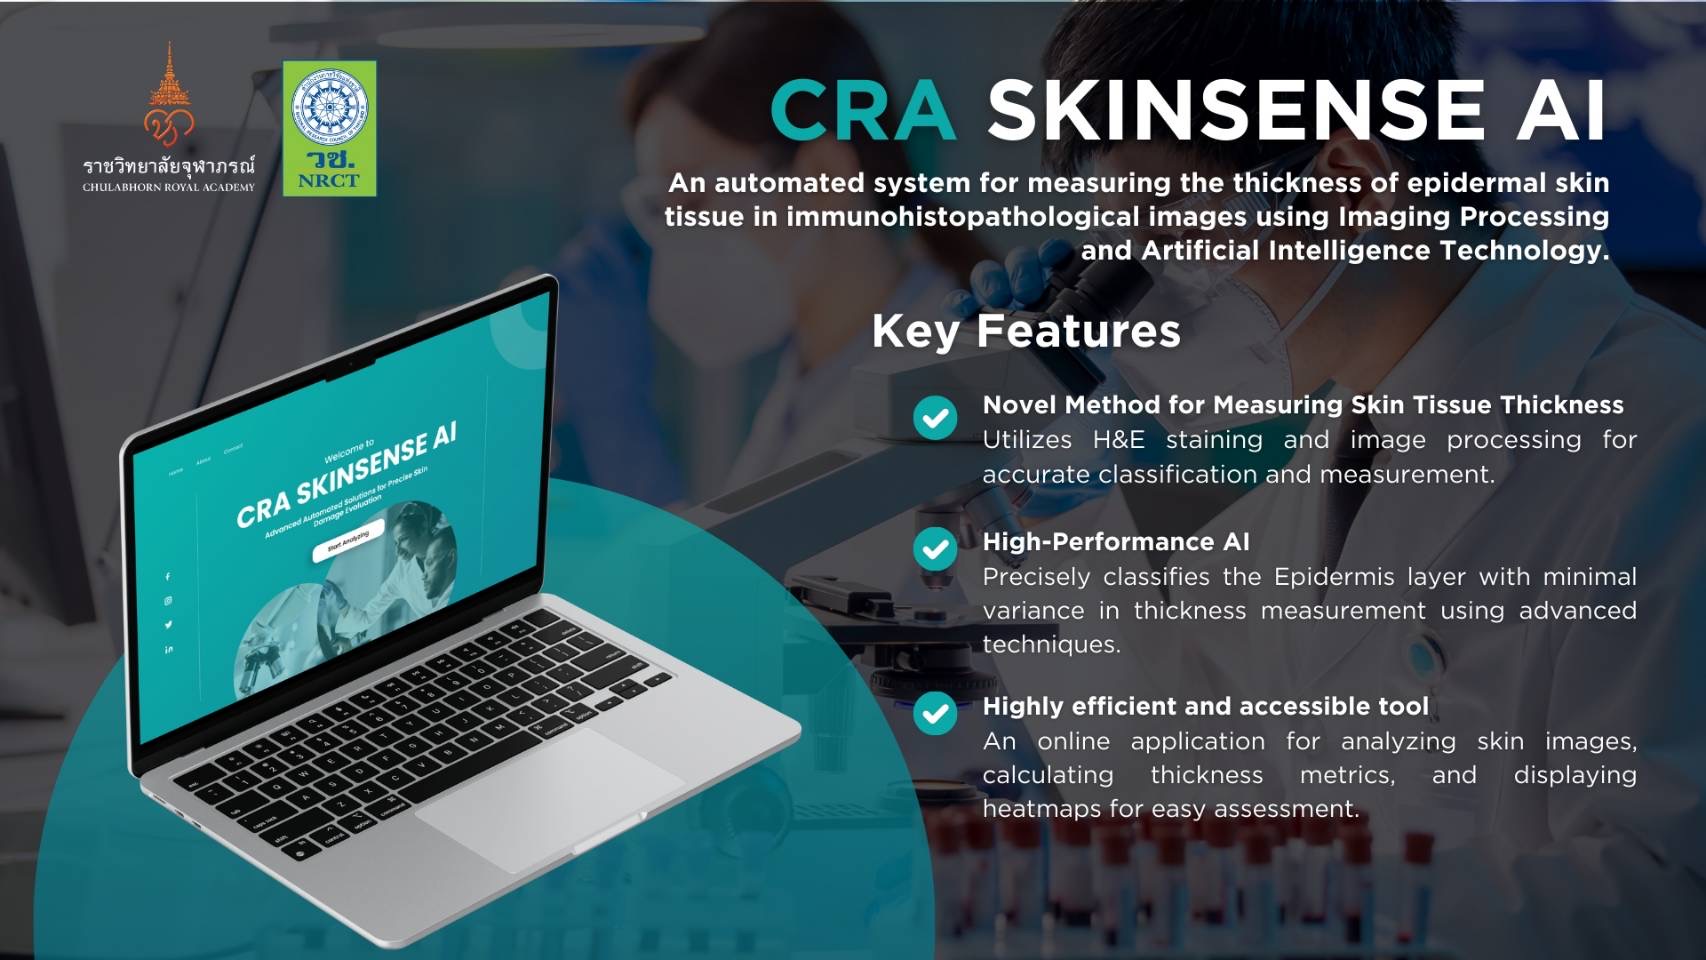 ราชวิทยาลัยจุฬาภรณ์
CHULABHORN ROYAL ACADEMY
วช.
NRCT
CRA SKINSENSE AI
An automated system for measuring the thickness of epidermal skin
tissue in immunohistopathological images using Imaging Processing
and Artificial Intelligence Technology.
Key Features
Novel Method for Measuring Skin Tissue Thickness
Utilizes H&E staining and image processing for
accurate classification and measurement.
High-Performance AI
Precisely classifies the Epidermis layer with minimal
variance in thickness measurement using advanced
techniques.
Highly efficient and accessible tool
An online application for analyzing skin images,
calculating thickness metrics, and displaying
heatmaps for easy assessment.
Home About Contact
Welcome to
CRA SKINSENSE AI
Advanced Automated Solutions for Precise Skin
Damage Evaluation
Start Analyzing